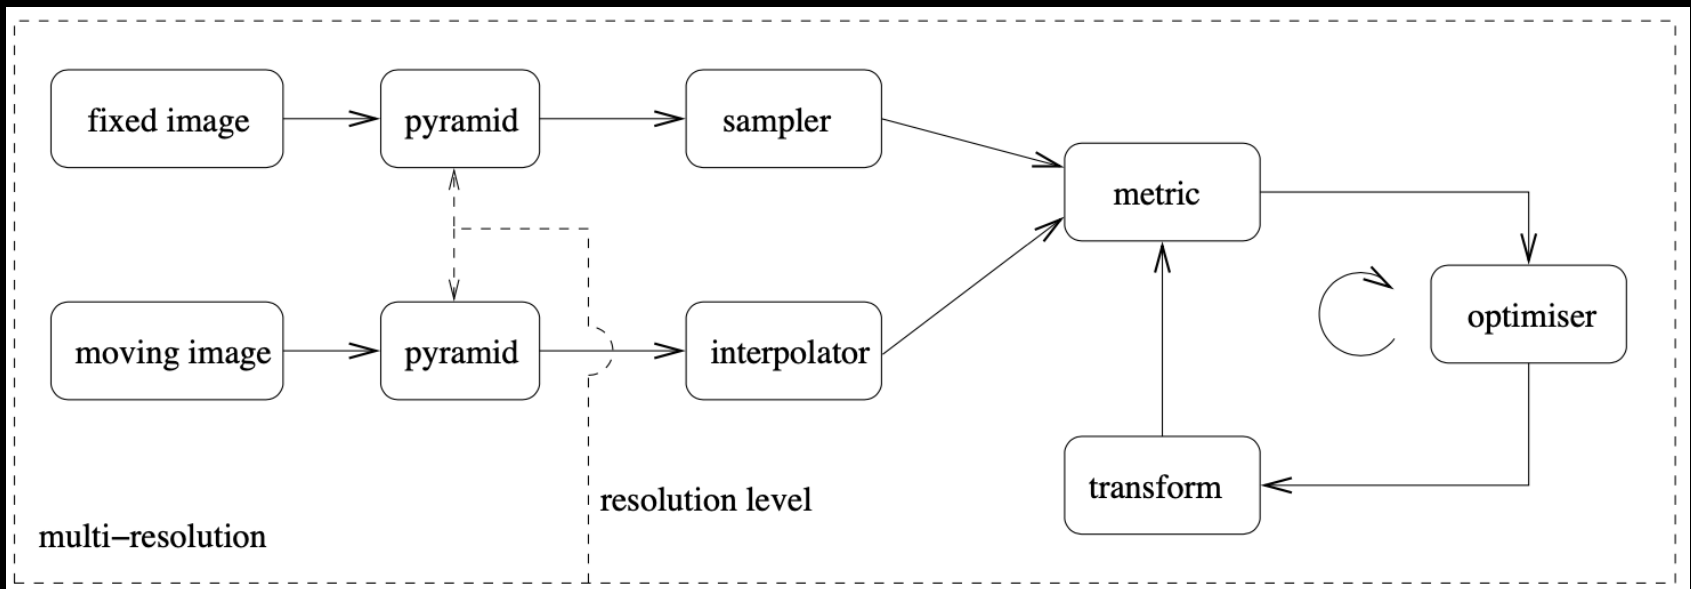 fixed image
pyramid
sampler
metric
moving image
pyramid
interpolator
optimiser
transform
resolution level
multi−resolution